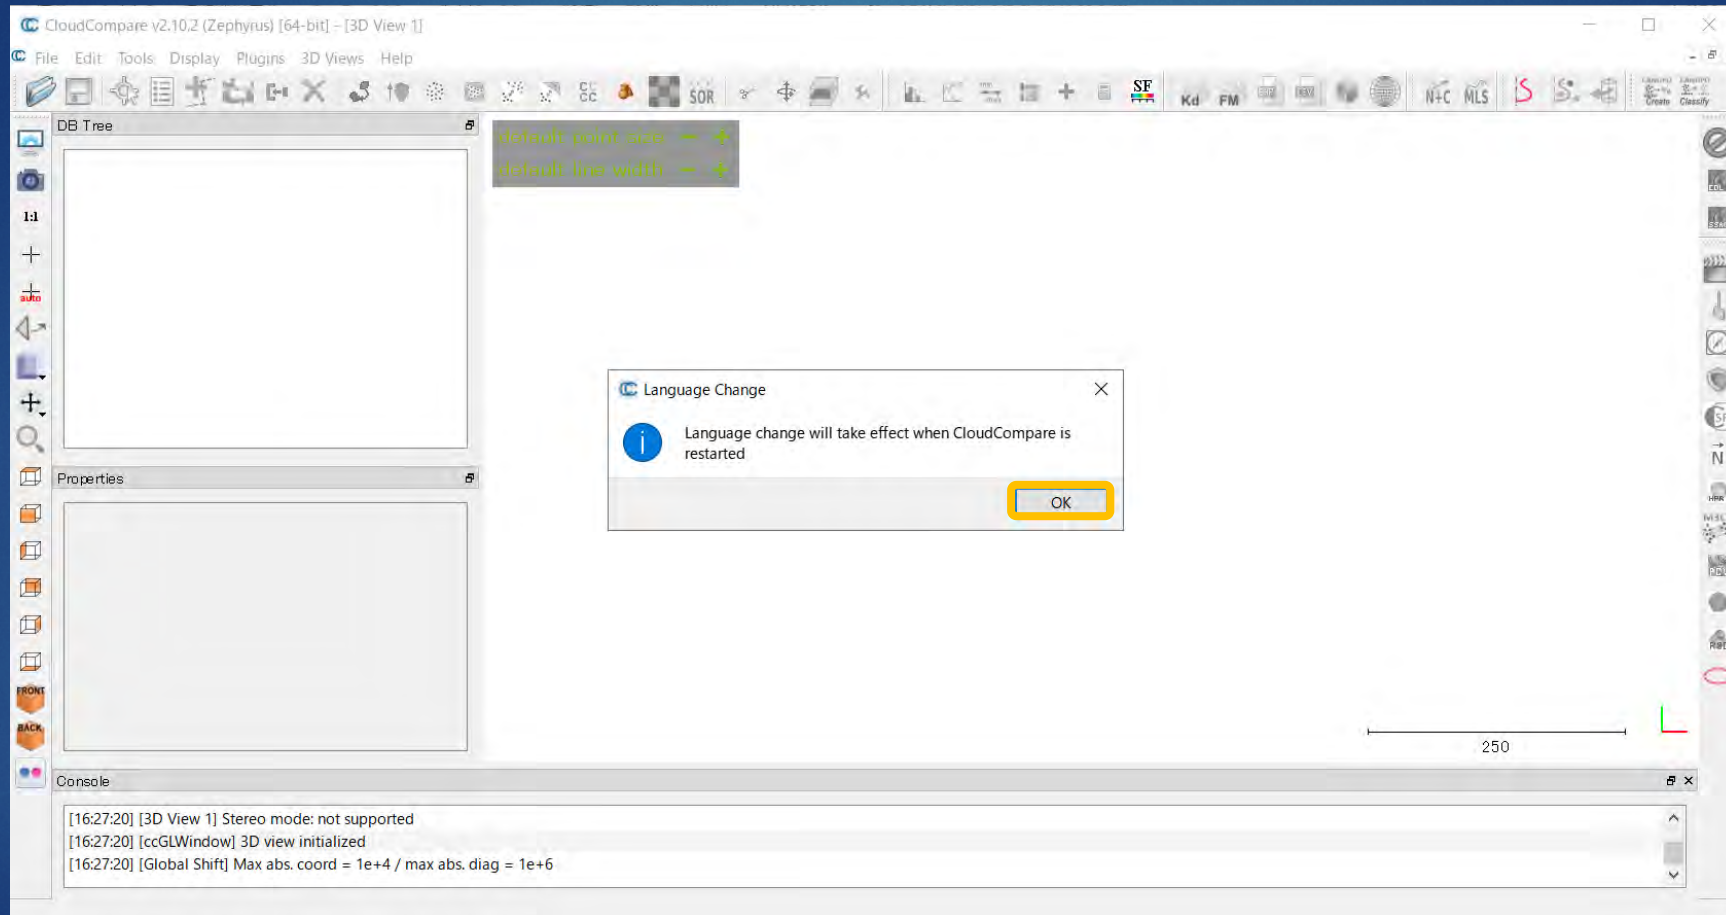 CloudCompare v2.10.2 (Zephyrus) [64-bit] - [3D View 1]
File Edit Tools Display Plugins 3D Views Help
SOR SF Kd FM N+C MLS Create Classify
DB Tree
default point size
default line width
1:1
auto
Language Change
Language change will take effect when CloudCompare is
restarted
OK
Properties
N
FRONT
BACK
250
Console
[16:27:20] [3D View 1] Stereo mode: not supported
[16:27:20] [ccGLWindow] 3D view initialized
[16:27:20] [Global Shift] Max abs. coord = 1e+4 / max abs. diag = 1e+6